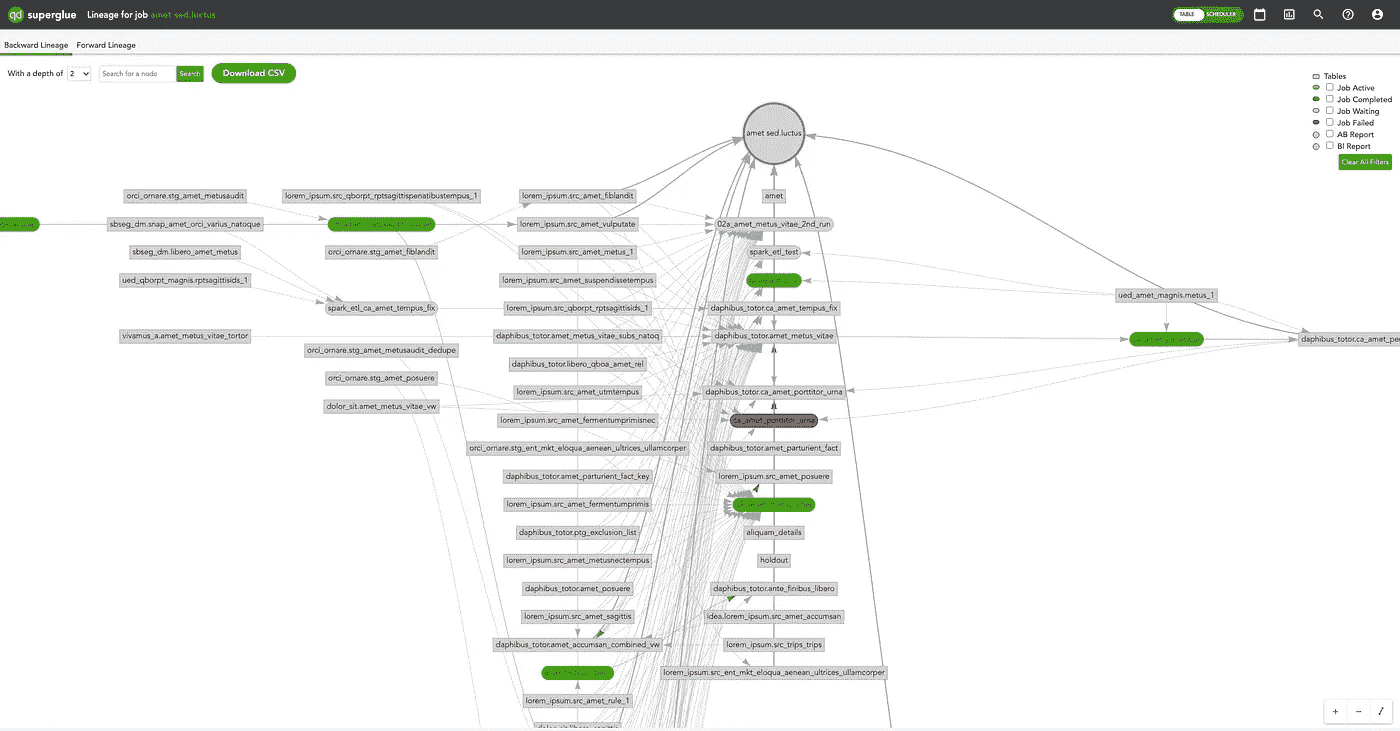 qd superglue Lineage for job amet sed.luctus TABLE SCHEDULER
Backward Lineage Forward Lineage
With a depth of 2 Search for a node Search Download CSV
Tables
Job Active
Job Completed
Job Waiting
Job Failed
AB Report
BI Report
Clear All Filters
amet sed.luctus
orci_ornare.stg_amet_metusaudit lorem_ipsum.src_qborpt_rptsagittispenatibustempus_1 lorem_ipsum.src_amet_fiblandit amet
sbseg_dm.snap_amet_orci_varius_natoque lorem_ipsum.src_amet_vulputate 02a_amet_metus_vitae_2nd_run
sbseg_dm.libero_amet_metus orci_ornare.stg_amet_fiblandit lorem_ipsum.src_amet_metus_1 spark_etl_test
ued_qborpt_magnis.rptsagittisids_1 lorem_ipsum.src_amet_suspendissetempus
ued_amet_magnis.metus_1
spark_etl_ca_amet_tempus_fix lorem_ipsum.src_qborpt_rptsagittisids_1 daphibus_totor.ca_amet_tempus_fix
vivamus_a.amet_metus_vitae_tortor daphibus_totor.amet_metus_vitae_subs_natoq daphibus_totor.amet_metus_vitae daphibus_totor.ca_amet_per
orci_ornare.stg_amet_metusaudit_dedupe
daphibus_totor.libero_qboa_amet_rel
orci_ornare.stg_amet_posuere
lorem_ipsum.src_amet_utmtempus daphibus_totor.ca_amet_porttitor_urna
dolor_sit.amet_metus_vitae_vw
lorem_ipsum.src_amet_fermentumprimisnec ca_amet_porttitor_urna
orci_ornare.stg_ent_mkt_eloqua_aenean_ultrices_ullamcorper daphibus_totor.amet_parturient_fact
daphibus_totor.amet_parturient_fact_key lorem_ipsum.src_amet_posuere
lorem_ipsum.src_amet_fermentumprimis
daphibus_totor.ptg_exclusion_list aliquam_details
lorem_ipsum.src_amet_metusnectempus holdout
daphibus_totor.amet_posuere daphibus_totor.ante_finibus_libero
lorem_ipsum.src_amet_sagittis idea.lorem_ipsum.src_amet_accumsan
daphibus_totor.amet_accumsan_combined_vw lorem_ipsum.src_trips_trips
lorem_ipsum.src_ent_mkt_eloqua_aenean_ultrices_ullamcorper
lorem_ipsum.src_amet_rule_1